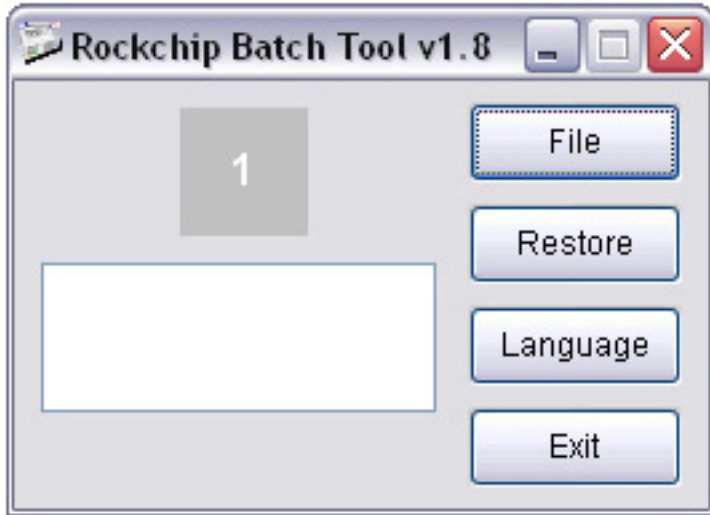 Rockchip Batch Tool v1.8
1
File
Restore
Language
Exit